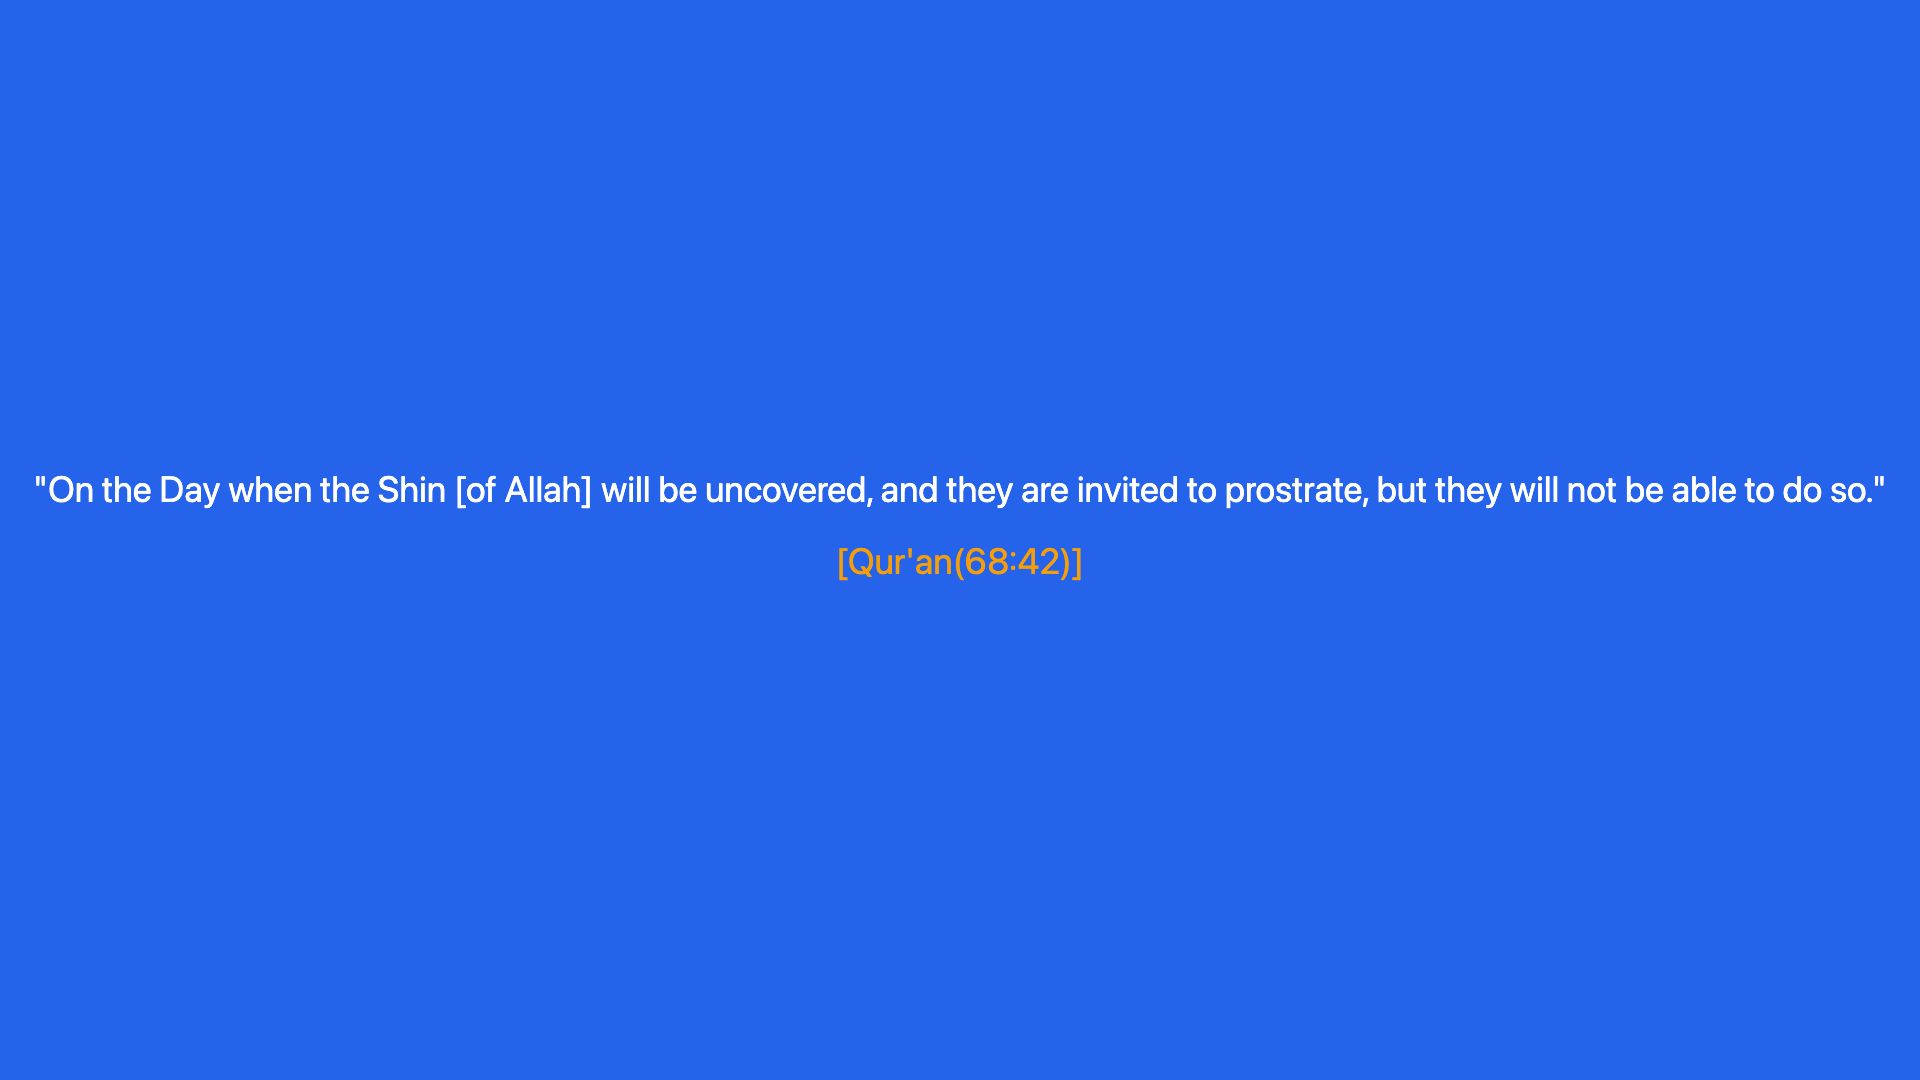 "On the Day when the Shin [of Allah] will be uncovered, and they are invited to prostrate, but they will not be able to do so."
[Qur'an(68:42)]